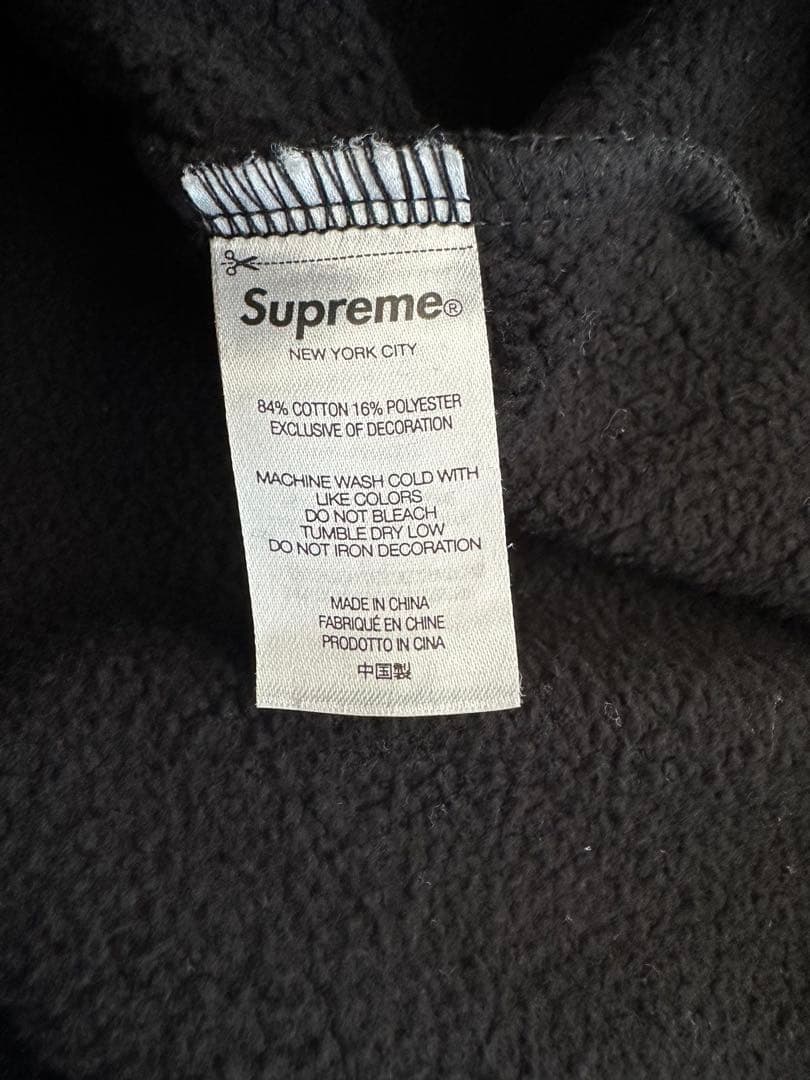 Supreme®
NEW YORK CITY
84% COTTON 16% POLYESTER
EXCLUSIVE OF DECORATION
MACHINE WASH COLD WITH
LIKE COLORS
DO NOT BLEACH
TUMBLE DRY LOW
DO NOT IRON DECORATION
MADE IN CHINA
FABRIQUÉ EN CHINE
PRODOTTO IN CINA
中国製